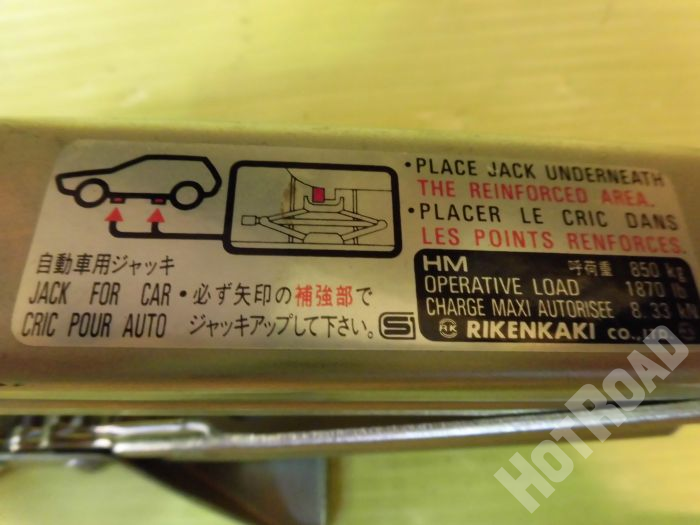 ・PLACE JACK UNDERNEATH
THE REINFORCED AREA.
・PLACER LE CRIC DANS
LES POINTS RENFORCES.
自動車用ジャッキ
JACK FOR CAR
CRIC POUR AUTO
・必ず矢印の補強部で
ジャッキアップして下さい。
HM 呼荷重 850 kg
OPERATIVE LOAD 1870 lb
CHARGE MAXI AUTORISEE 8.33 kN
RIKENKAKI CO., LTD
HOTROAD